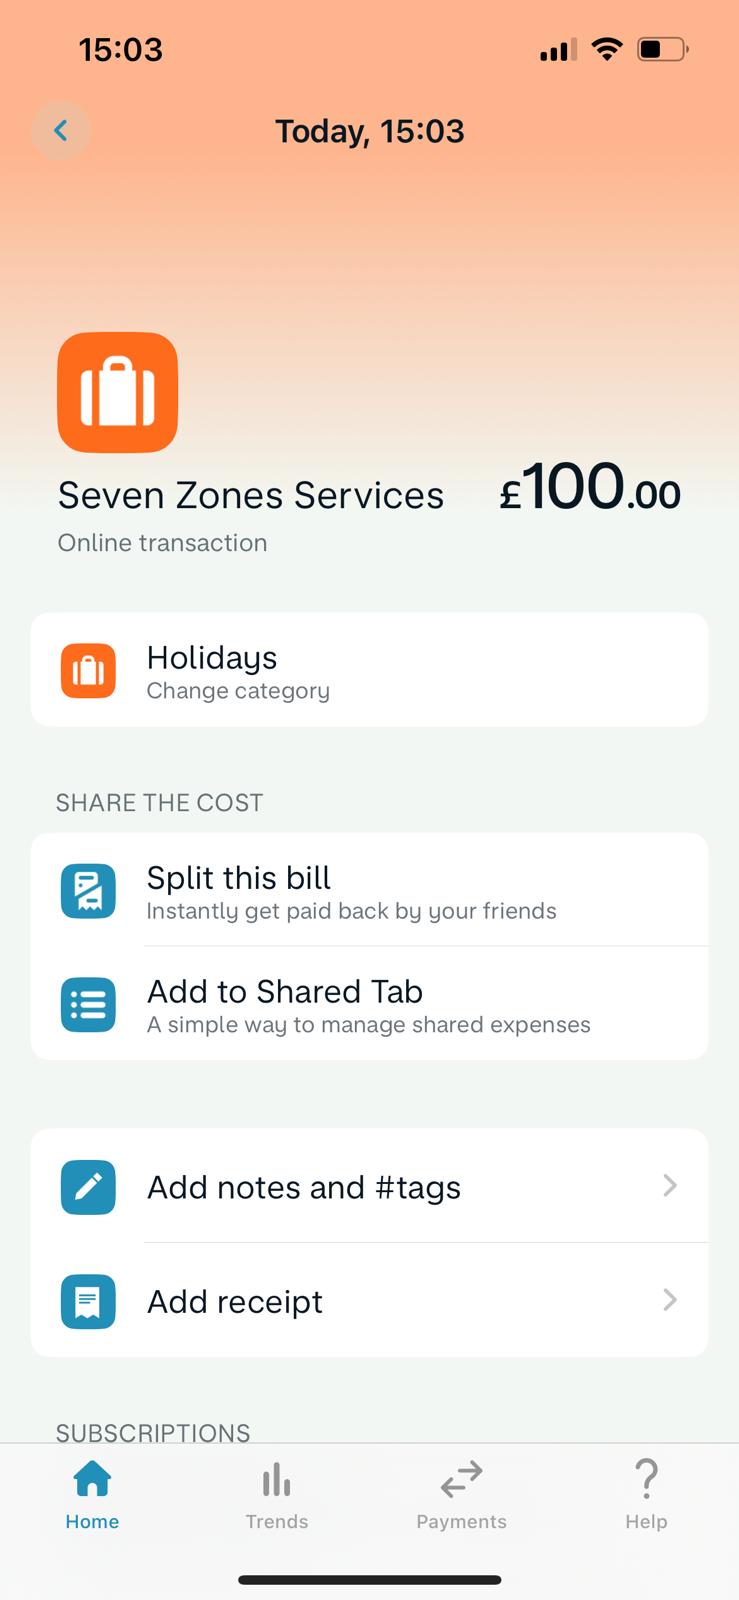 15:03
Today, 15:03
Seven Zones Services
£100.00
Online transaction
Holidays
Change category
SHARE THE COST
Split this bill
Instantly get paid back by your friends
Add to Shared Tab
A simple way to manage shared expenses
Add notes and #tags
Add receipt
SUBSCRIPTIONS
Home
Trends
Payments
Help